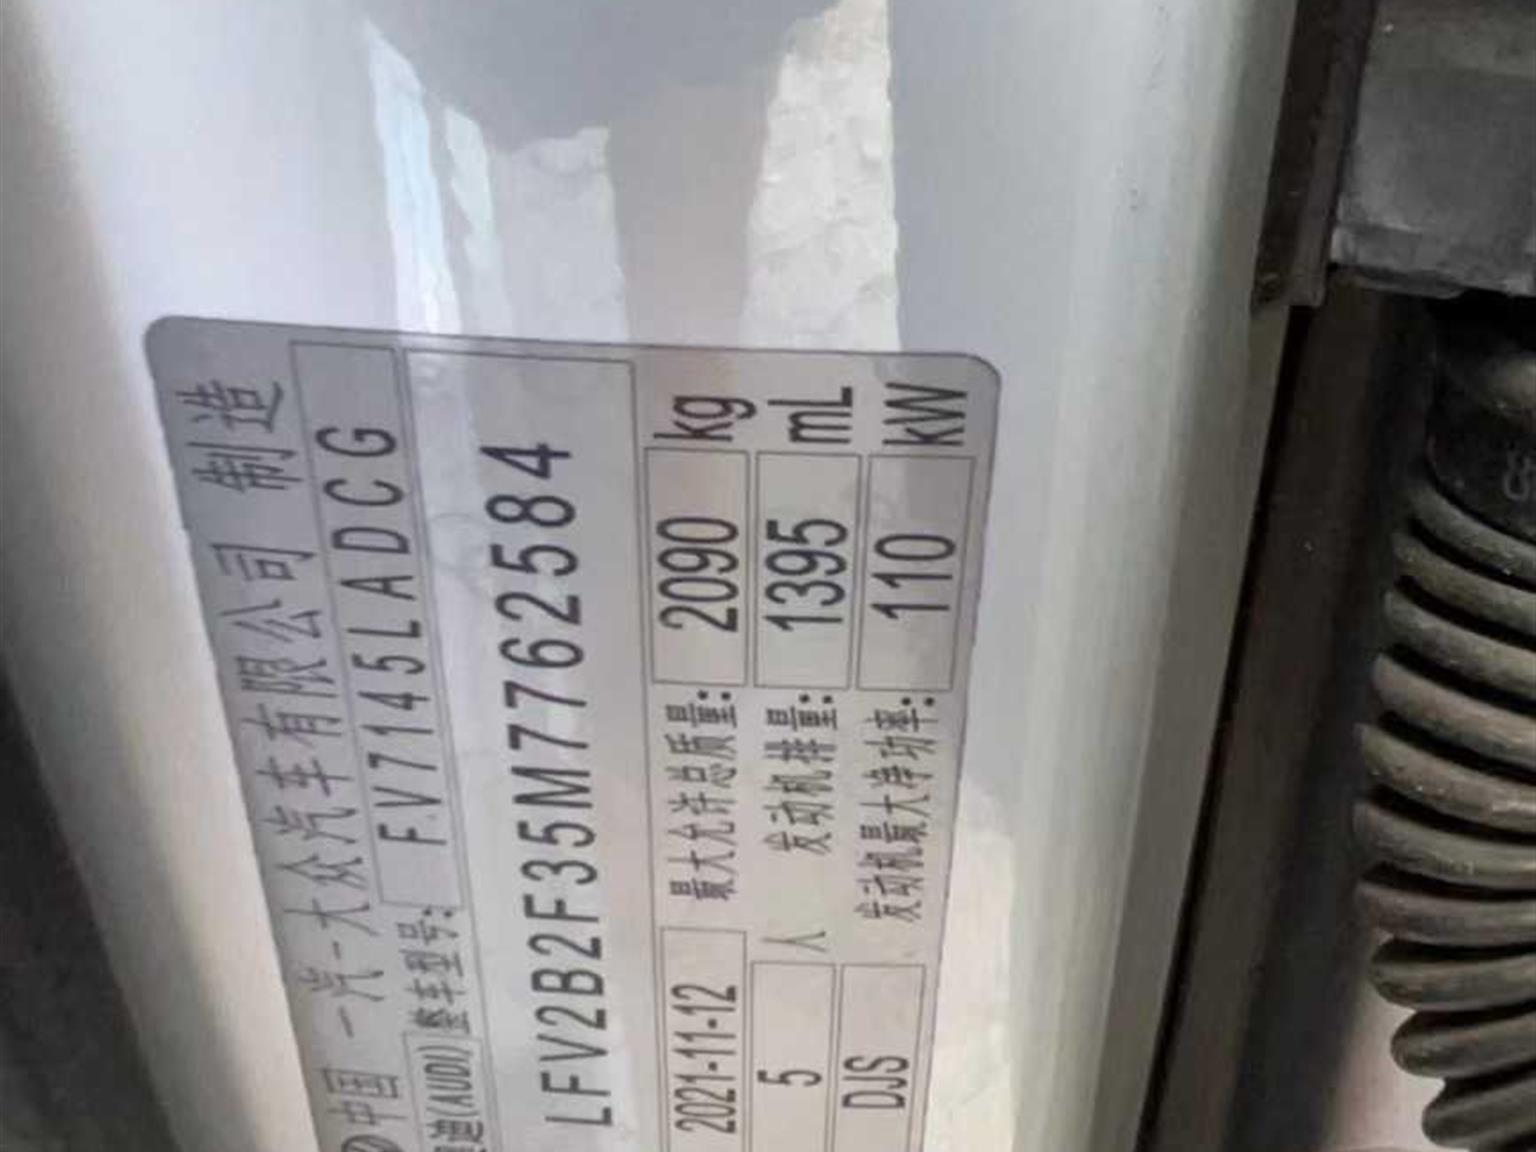 中国 一汽-大众汽车有限公司 制造
迪(AUDI) 整车型号: FV7145LADCG
LFV2B2F35M7762584
2021-11-12 最大允许总质量: 2090 kg
5 人 发动机排量: 1395 mL
DJS 发动机最大净功率: 110 kW